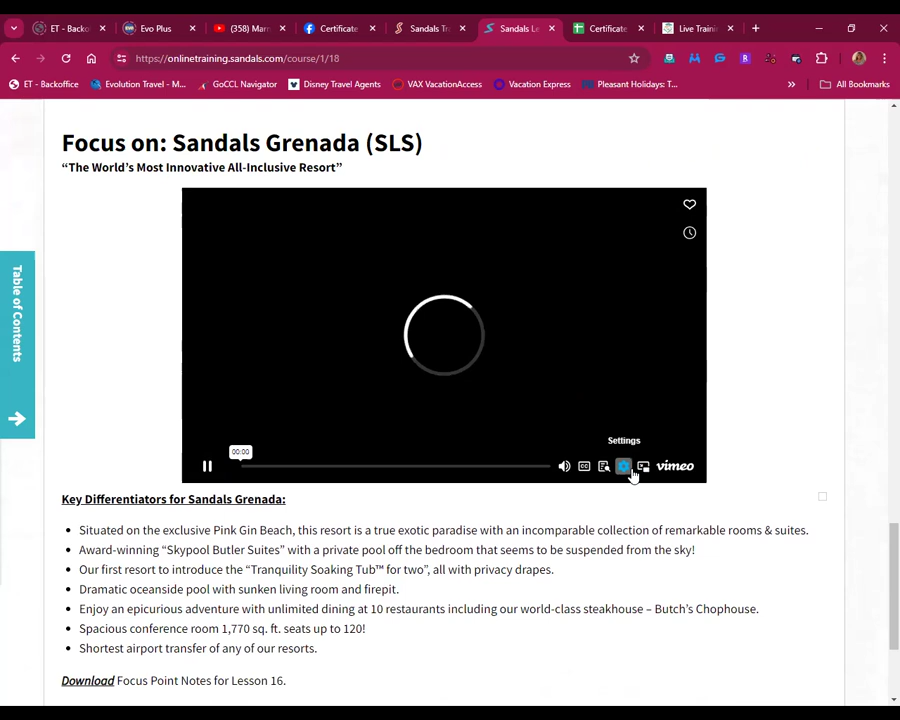 ET - Backo
Evo Plus
(358) Marr
Certificate
Sandals Tr
Sandals Le
Certificate
Live Traini
https://onlinetraining.sandals.com/course/1/18
ET - Backoffice
Evolution Travel - M...
GoCCL Navigator
Disney Travel Agents
VAX VacationAccess
Vacation Express
Pleasant Holidays: T...
All Bookmarks
Focus on: Sandals Grenada (SLS)
“The World’s Most Innovative All-Inclusive Resort”
Table of Contents
Settings
00:00
CC
vimeo
Key Differentiators for Sandals Grenada:
Situated on the exclusive Pink Gin Beach, this resort is a true exotic paradise with an incomparable collection of remarkable rooms & suites.
Award-winning “Skypool Butler Suites” with a private pool off the bedroom that seems to be suspended from the sky!
Our first resort to introduce the “Tranquility Soaking Tub™ for two”, all with privacy drapes.
Dramatic oceanside pool with sunken living room and firepit.
Enjoy an epicurious adventure with unlimited dining at 10 restaurants including our world-class steakhouse – Butch’s Chophouse.
Spacious conference room 1,770 sq. ft. seats up to 120!
Shortest airport transfer of any of our resorts.
Download Focus Point Notes for Lesson 16.